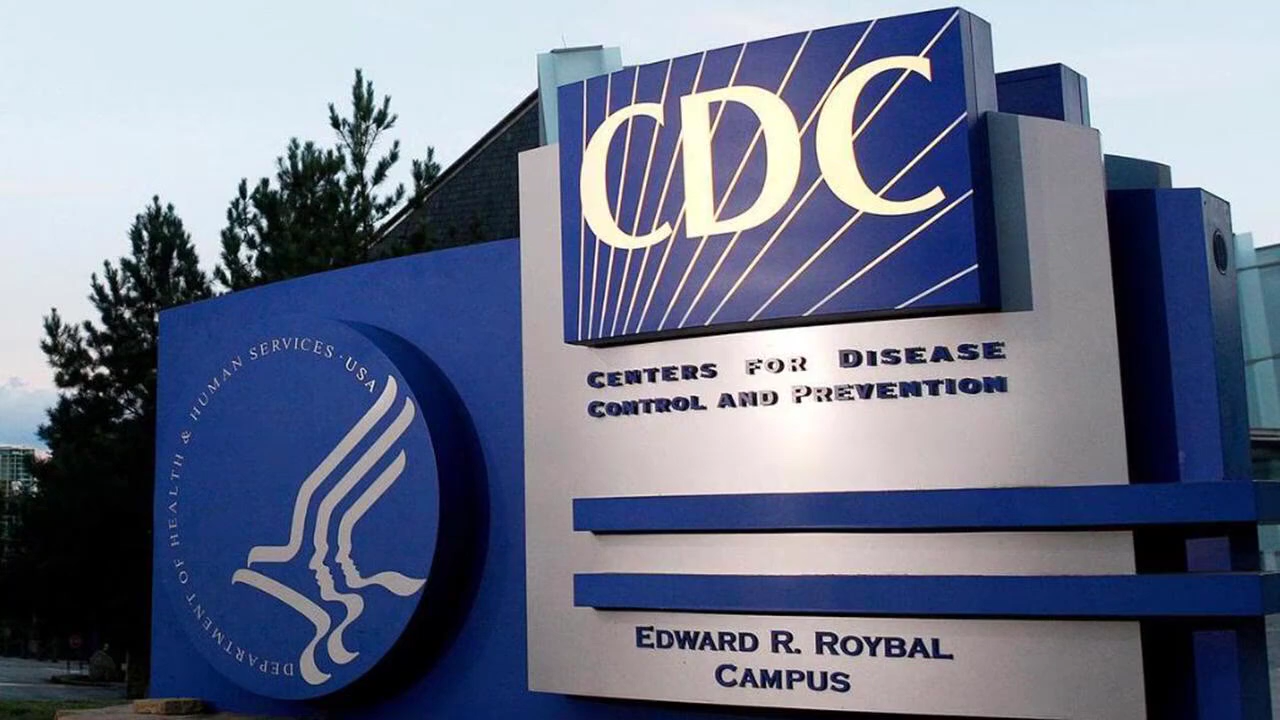 CDC
CENTERS FOR DISEASE
CONTROL AND PREVENTION
DEPARTMENT OF HEALTH & HUMAN SERVICES · USA
EDWARD R. ROYBAL
CAMPUS